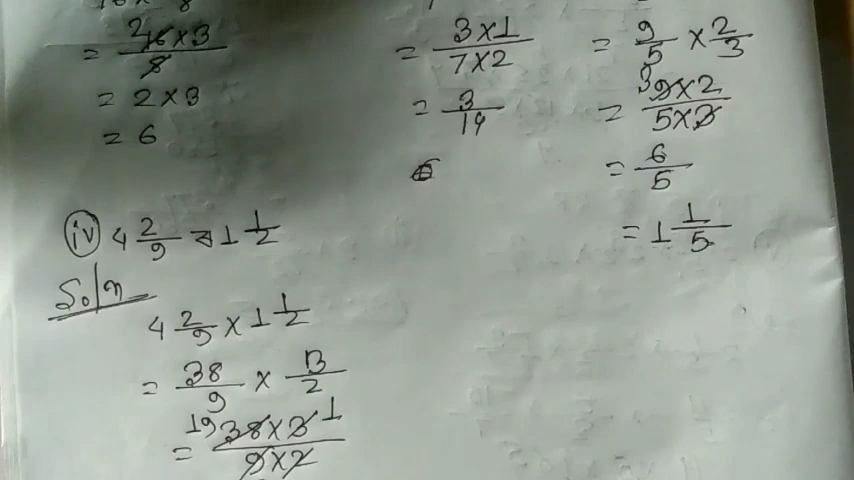 = 2 16 × 3 / 8
= 2 × 3
= 6
= 3 × 1 / 7 × 2
= 3 / 14
= 9/5 × 2/3
= 3 9 × 2 / 5 × 3
= 6/5
= 1 1/5
(iv) 4 2/9 ব 1 1/2
Soln
4 2/9 × 1 1/2
= 38/9 × 3/2
= 19 38 × 3 1 / 9 × 2